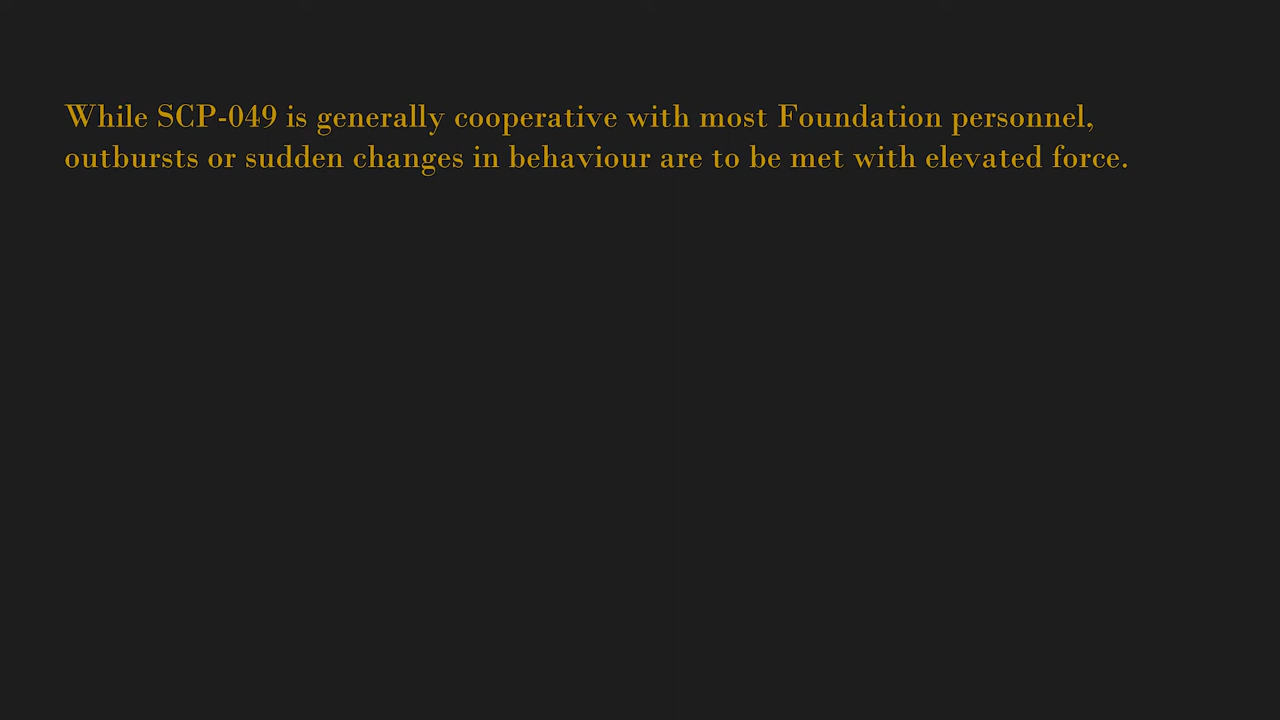 While SCP-049 is generally cooperative with most Foundation personnel,
outbursts or sudden changes in behaviour are to be met with elevated force.